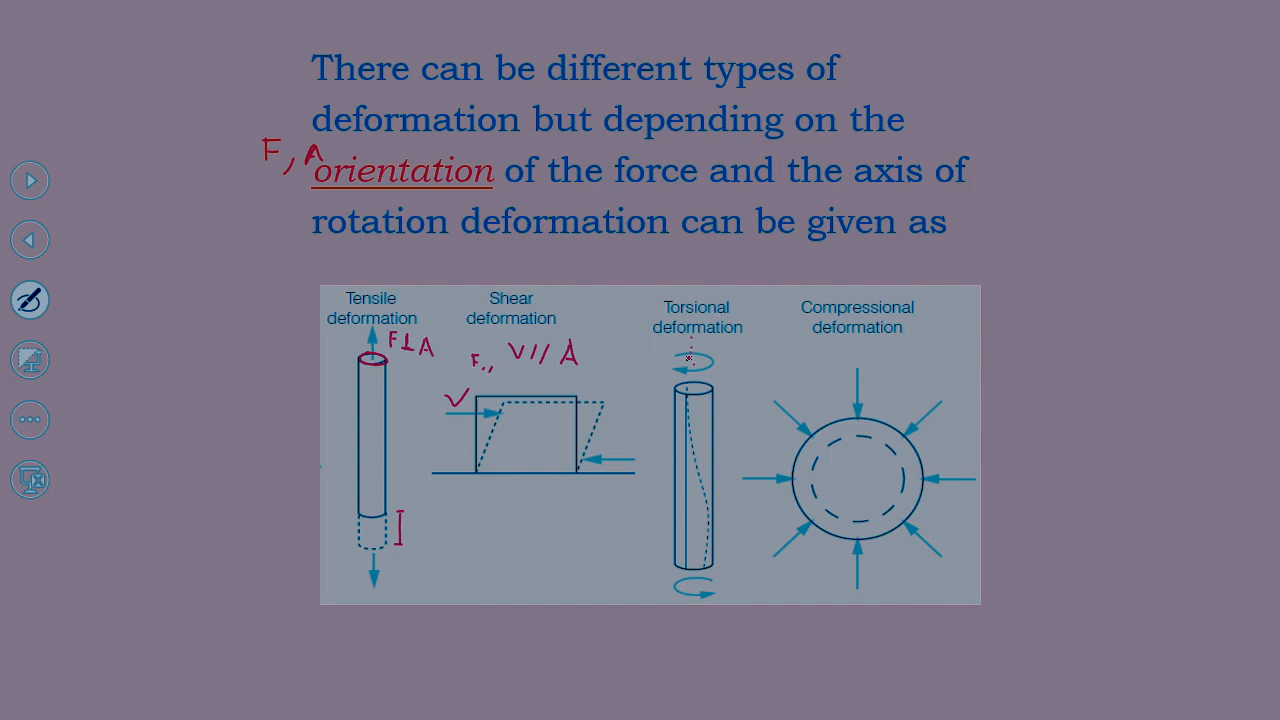 There can be different types of
deformation but depending on the
F, A
orientation of the force and the axis of
rotation deformation can be given as
Tensile
deformation
Shear
deformation
Torsional
deformation
Compressional
deformation
F⊥A
V // A